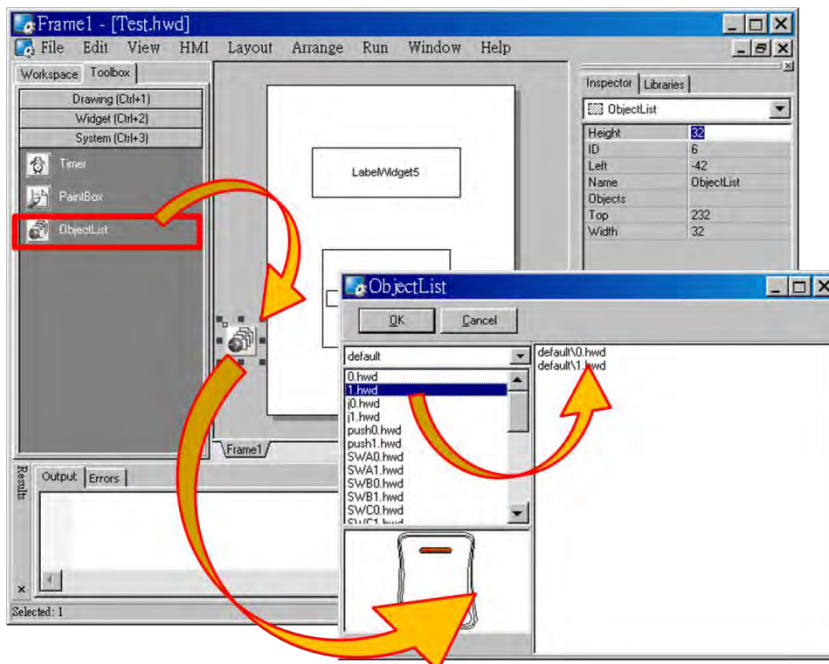 Frame1 - [Test.hwd]
File Edit View HMI Layout Arrange Run Window Help
Workspace Toolbox
Drawing (Ctrl+1)
Widget (Ctrl+2)
System (Ctrl+3)
Timer
PaintBox
ObjectList
LabelWidget5
Frame1
Inspector Libraries
ObjectList
Height 32
ID 6
Left -42
Name ObjectList
Objects
Top 232
Width 32
ObjectList
OK Cancel
default
0.hwd
1.hwd
j0.hwd
j1.hwd
push0.hwd
push1.hwd
SWA0.hwd
SWA1.hwd
SWB0.hwd
SWB1.hwd
SWC0.hwd
SWC1.hwd
default\0.hwd
default\1.hwd
Results
Output Errors
Selected: 1